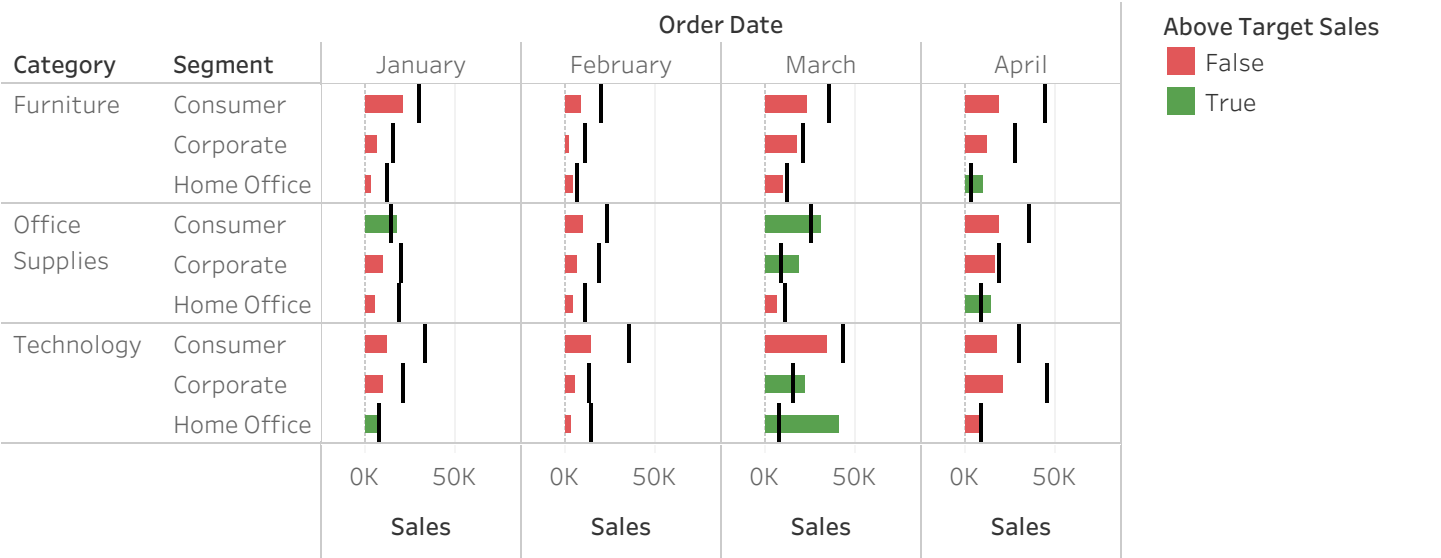 Order Date
Category Segment January February March April
Furniture Consumer
Corporate
Home Office
Office Consumer
Supplies Corporate
Home Office
Technology Consumer
Corporate
Home Office
0K 50K 0K 50K 0K 50K 0K 50K
Sales Sales Sales Sales
Above Target Sales
False
True